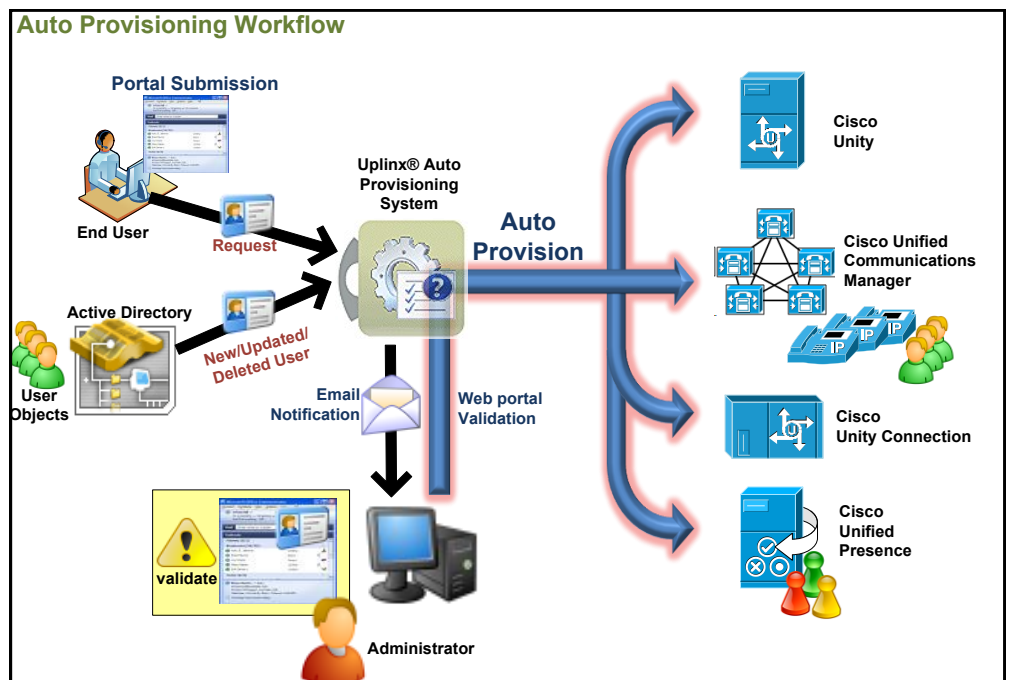 Auto Provisioning Workflow
Portal Submission
End User
Request
Active Directory
User
Objects
New/Updated/
Deleted User
Uplinx® Auto
Provisioning
System
Auto
Provision
?
Email
Notification
Web portal
Validation
validate
Administrator
Cisco
Unity
U
Cisco Unified
Communications
Manager
IP
IP
IP
Cisco
Unity Connection
U
Cisco
Unified
Presence